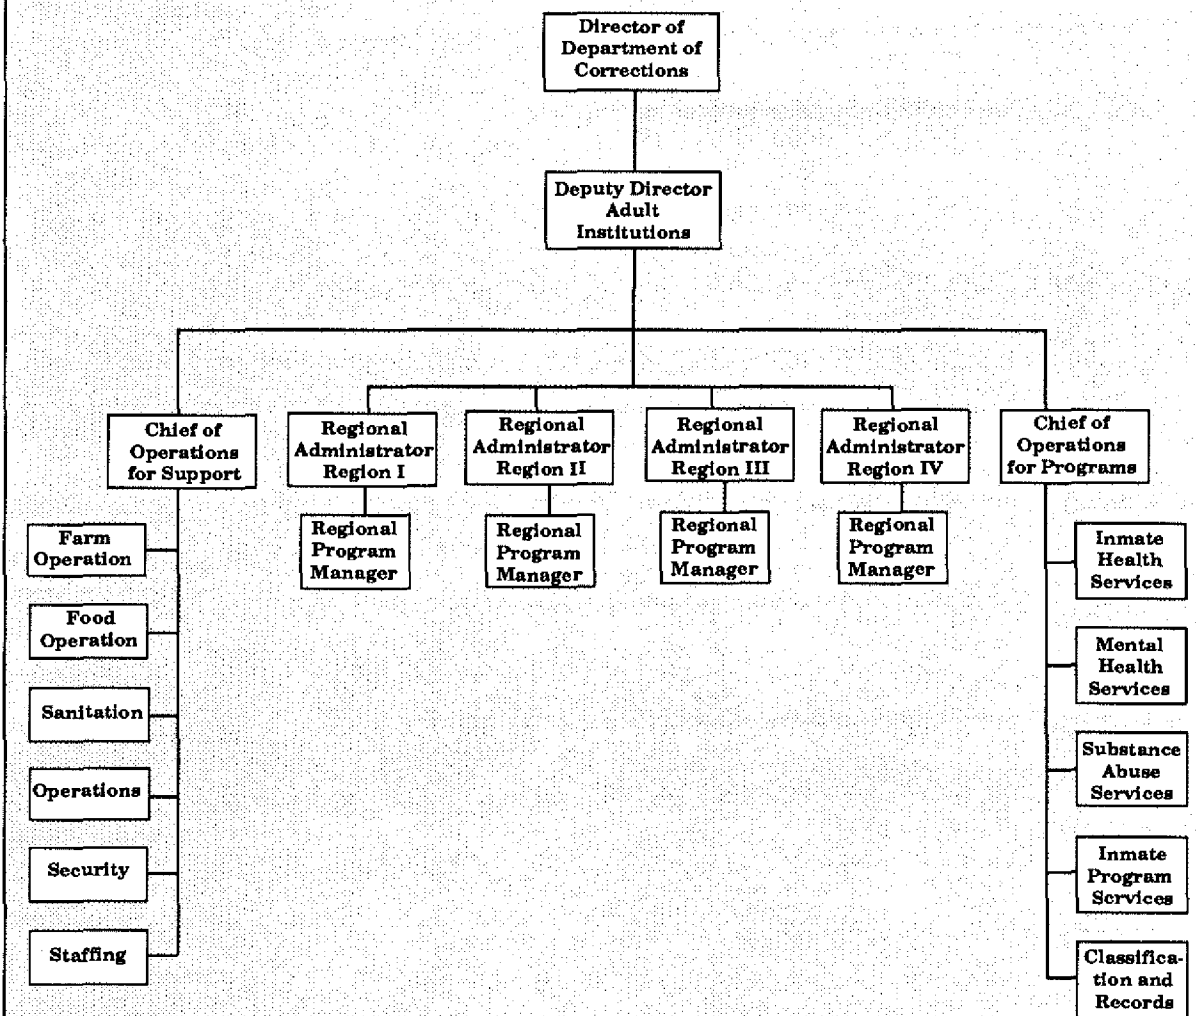 Director of
Department of
Corrections
Deputy Director
Adult
Institutions
Chief of
Operations
for Support
Regional
Administrator
Region I
Regional
Administrator
Region II
Regional
Administrator
Region III
Regional
Administrator
Region IV
Chief of
Operations
for Programs
Regional
Program
Manager
Regional
Program
Manager
Regional
Program
Manager
Regional
Program
Manager
Farm
Operation
Food
Operation
Sanitation
Operations
Security
Staffing
Inmate
Health
Services
Mental
Health
Services
Substance
Abuse
Services
Inmate
Program
Services
Classifica-
tion and
Records